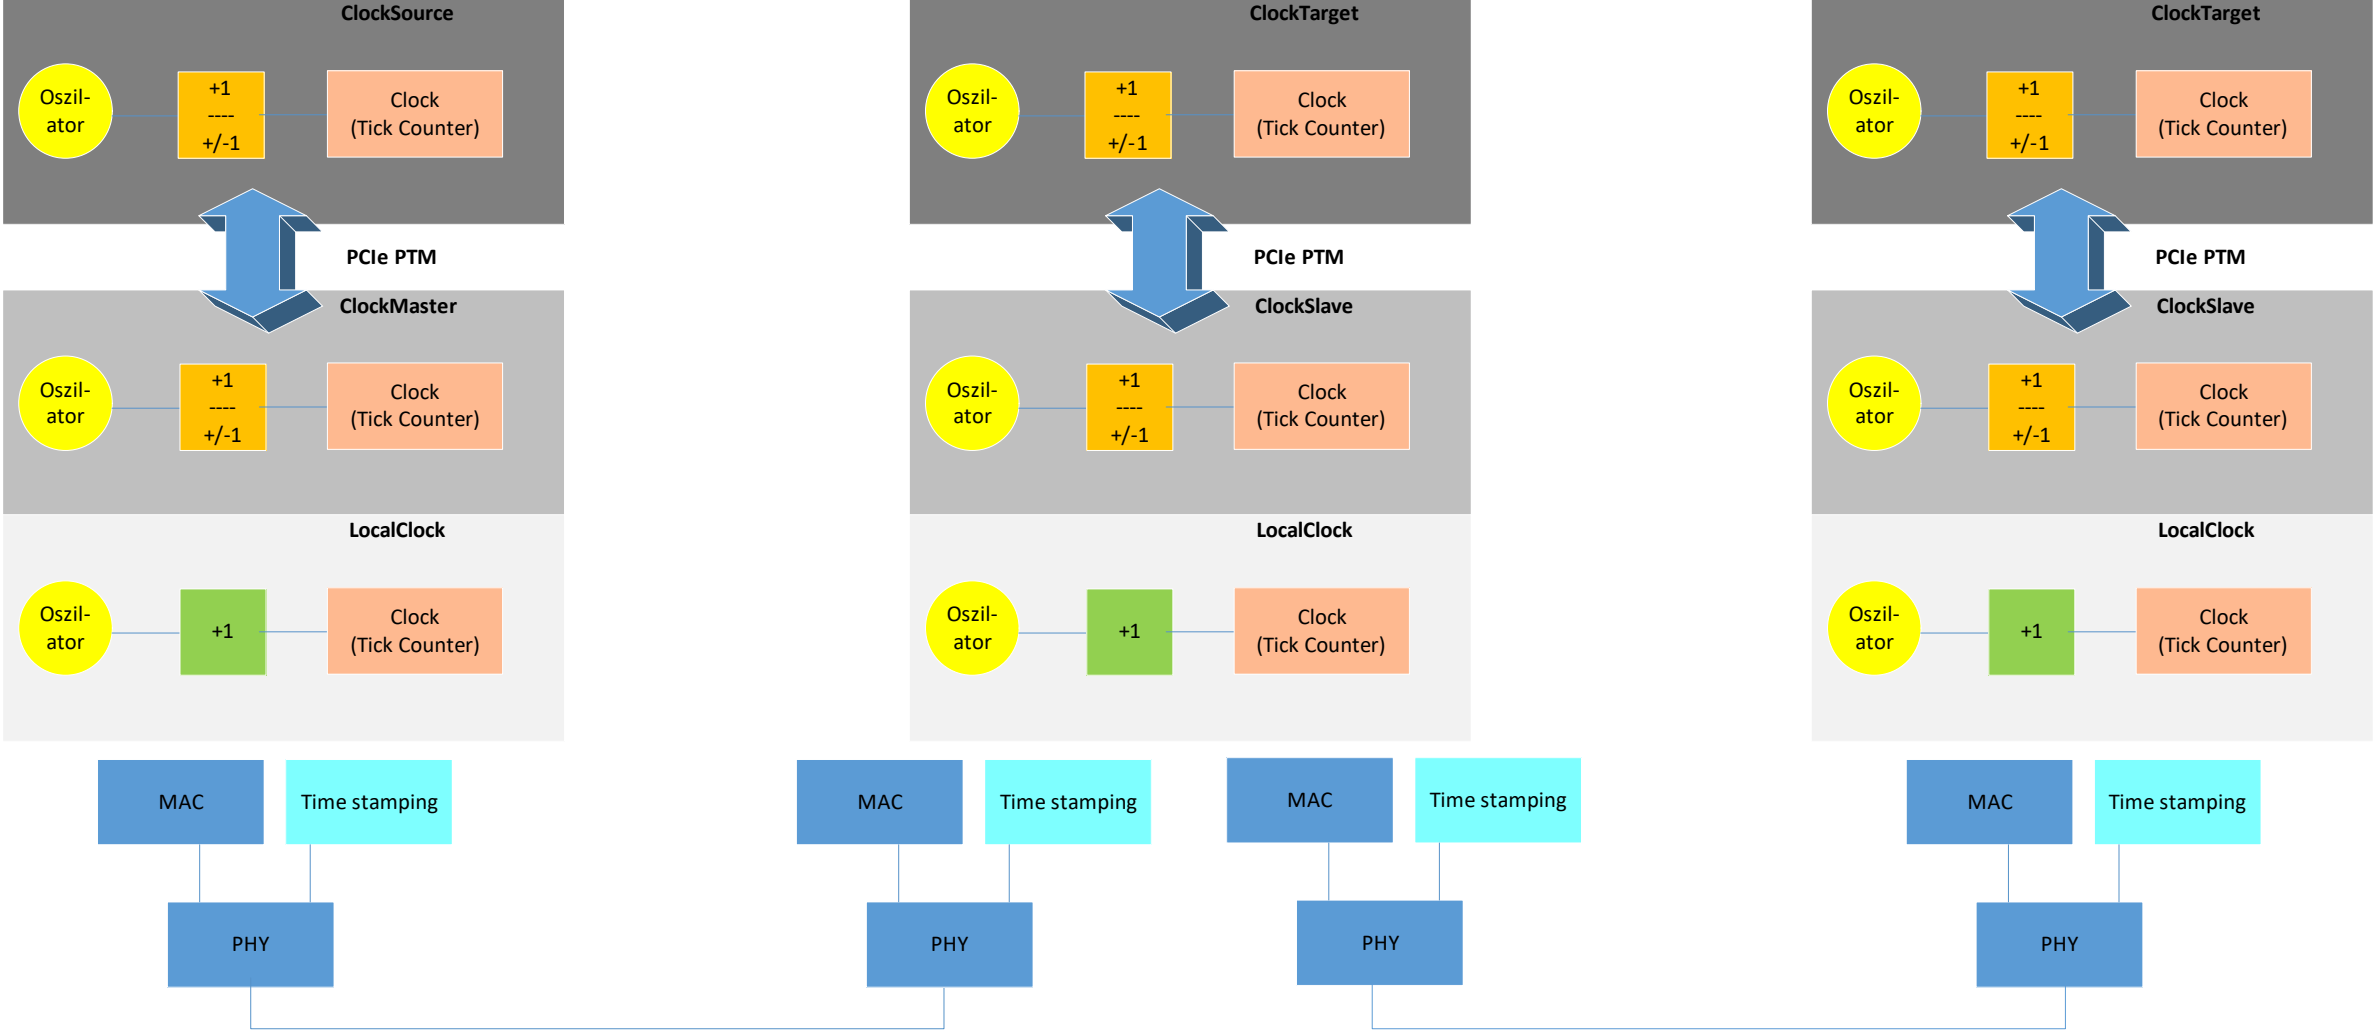 ClockSource
Oszil-
ator
+1
----
+/-1
Clock
(Tick Counter)
PCIe PTM
ClockMaster
Oszil-
ator
+1
----
+/-1
Clock
(Tick Counter)
LocalClock
Oszil-
ator
+1
Clock
(Tick Counter)
MAC
Time stamping
PHY
ClockTarget
Oszil-
ator
+1
----
+/-1
Clock
(Tick Counter)
PCIe PTM
ClockSlave
Oszil-
ator
+1
----
+/-1
Clock
(Tick Counter)
LocalClock
Oszil-
ator
+1
Clock
(Tick Counter)
MAC
Time stamping
PHY
MAC
Time stamping
PHY
ClockTarget
Oszil-
ator
+1
----
+/-1
Clock
(Tick Counter)
PCIe PTM
ClockSlave
Oszil-
ator
+1
----
+/-1
Clock
(Tick Counter)
LocalClock
Oszil-
ator
+1
Clock
(Tick Counter)
MAC
Time stamping
PHY